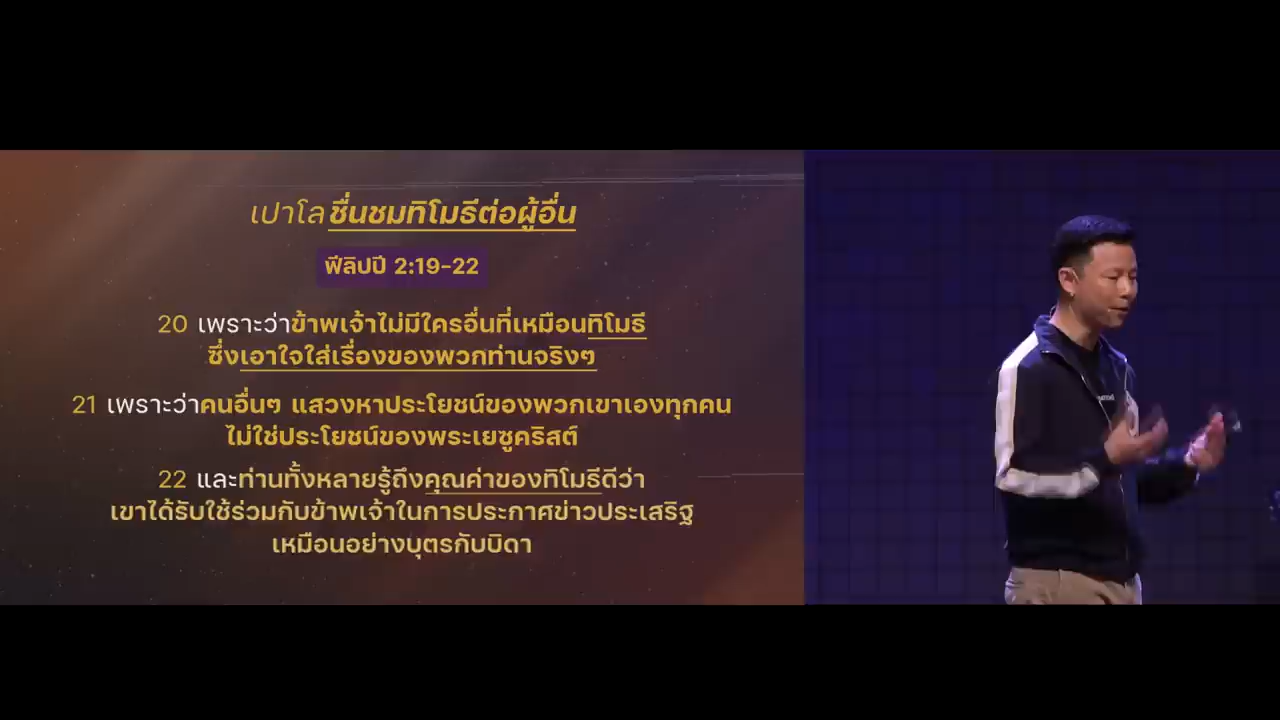 เปาโล ชื่นชมทิโมธีต่อผู้อื่น
ฟีลิปปี 2:19-22
20 เพราะว่าข้าพเจ้าไม่มีใครอื่นที่เหมือนทิโมธี
ซึ่งเอาใจใส่เรื่องของพวกท่านจริงๆ
21 เพราะว่าคนอื่นๆ แสวงหาประโยชน์ของพวกเขาเองทุกคน
ไม่ใช่ประโยชน์ของพระเยซูคริสต์
22 และท่านทั้งหลายรู้ถึงคุณค่าของทิโมธีดีว่า
เขาได้รับใช้ร่วมกับข้าพเจ้าในการประกาศข่าวประเสริฐ
เหมือนอย่างบุตรกับบิดา